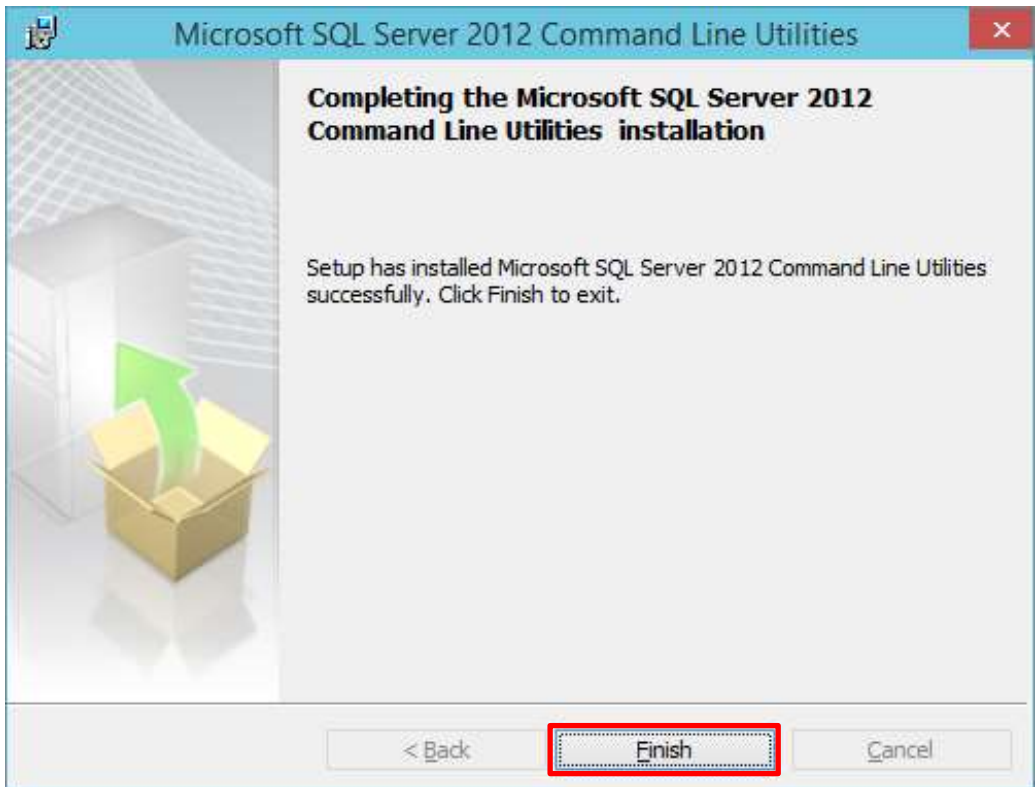 Microsoft SQL Server 2012 Command Line Utilities
Completing the Microsoft SQL Server 2012
Command Line Utilities installation
Setup has installed Microsoft SQL Server 2012 Command Line Utilities
successfully. Click Finish to exit.
< Back Finish Cancel